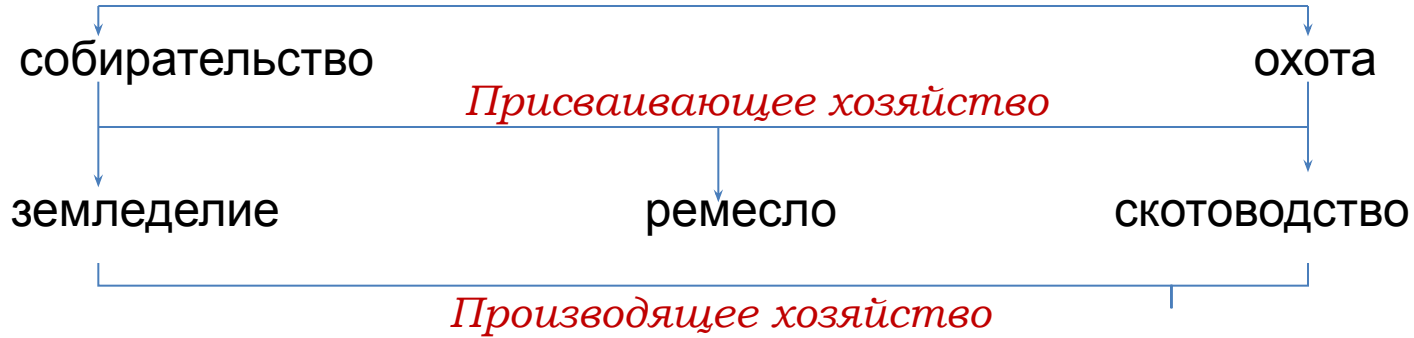 собирательство охота
Присваивающее хозяйство
земледелие ремесло скотоводство
Производящее хозяйство